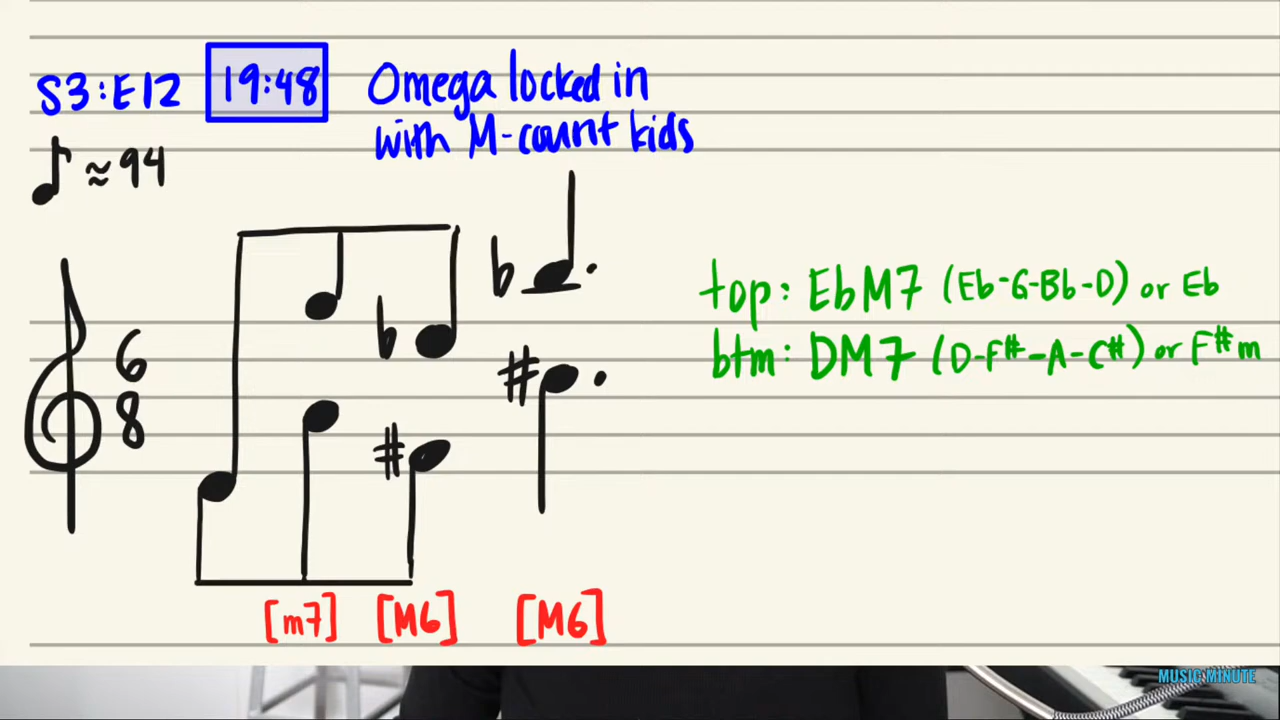 S3:E12 19:48 Omega locked in
with M-count kids
♪ ≈ 94
6
8
b
b
#
#
top: EbM7 (Eb-G-Bb-D) or Eb
btm: DM7 (D-F#-A-C#) or F#m
[m7] [M6] [M6]
MUSIC MINUTE